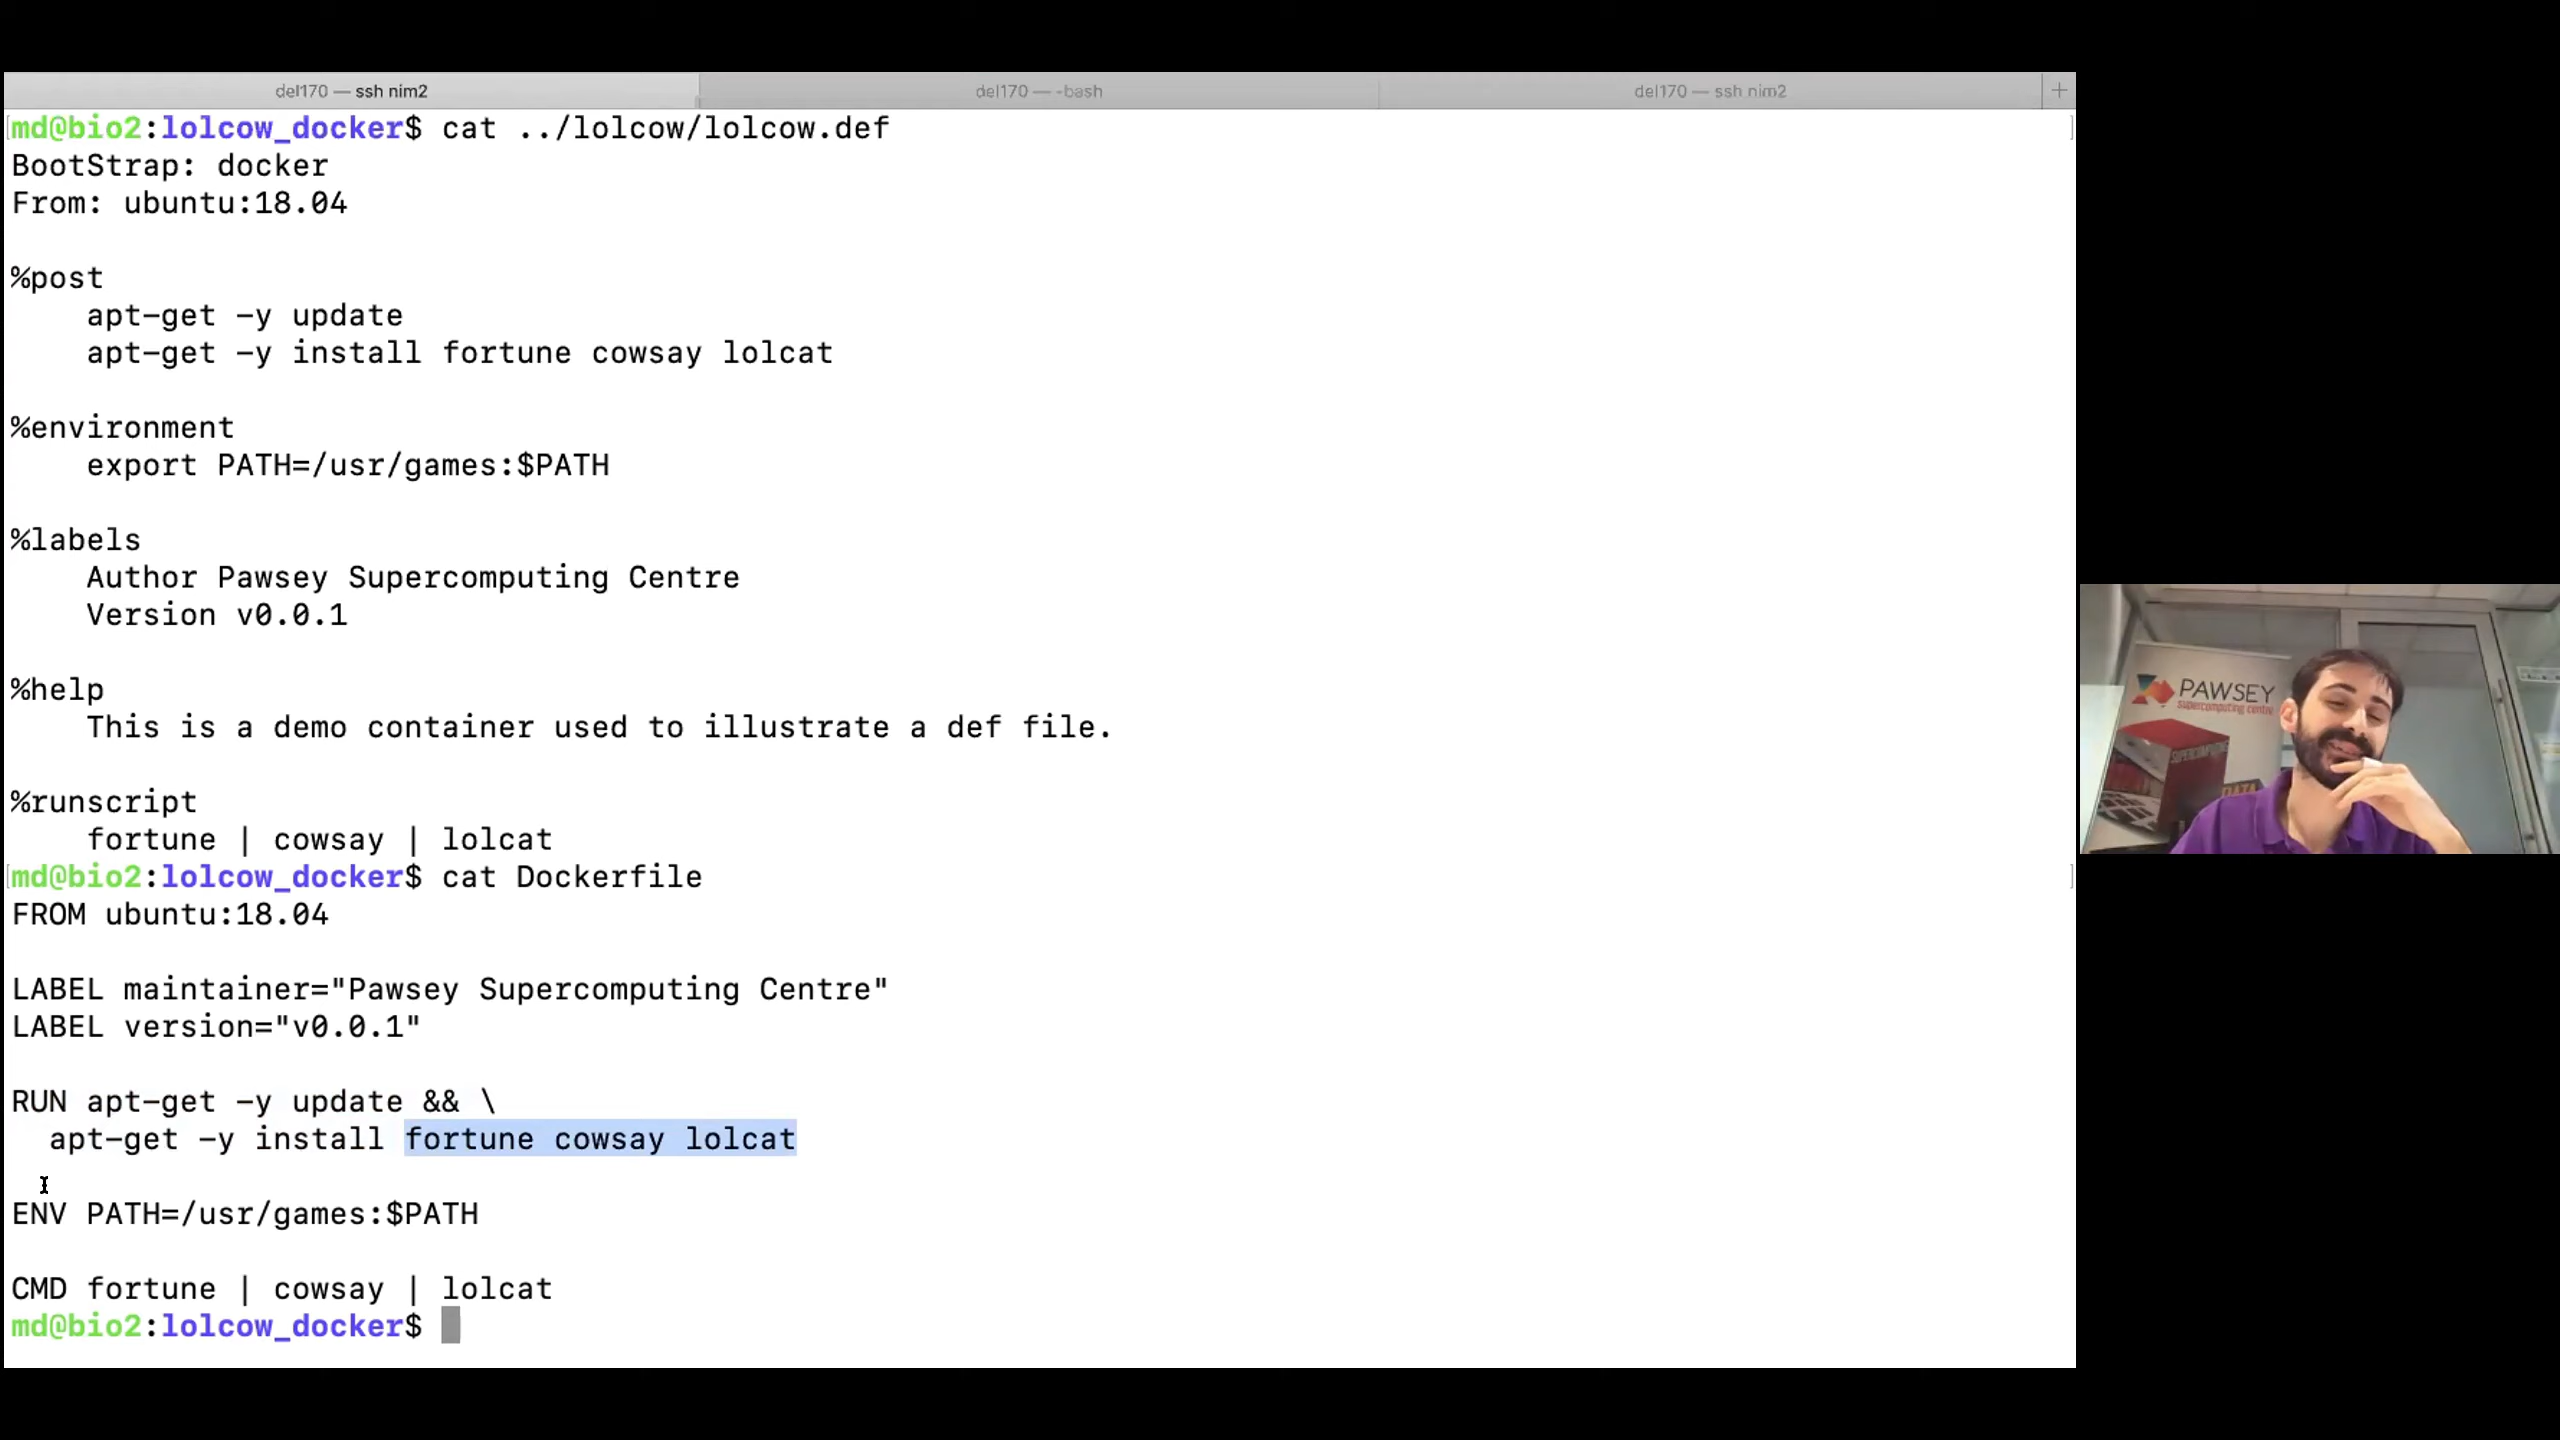 del170 — ssh nim2
del170 — -bash
del170 — ssh nim2
md@bio2:lolcow_docker$ cat ../lolcow/lolcow.def
BootStrap: docker
From: ubuntu:18.04
%post
apt-get -y update
apt-get -y install fortune cowsay lolcat
%environment
export PATH=/usr/games:$PATH
%labels
Author Pawsey Supercomputing Centre
Version v0.0.1
%help
This is a demo container used to illustrate a def file.
%runscript
fortune | cowsay | lolcat
md@bio2:lolcow_docker$ cat Dockerfile
FROM ubuntu:18.04
LABEL maintainer="Pawsey Supercomputing Centre"
LABEL version="v0.0.1"
RUN apt-get -y update && \
apt-get -y install fortune cowsay lolcat
ENV PATH=/usr/games:$PATH
CMD fortune | cowsay | lolcat
md@bio2:lolcow_docker$
PAWSEY
supercomputing centre
DATA